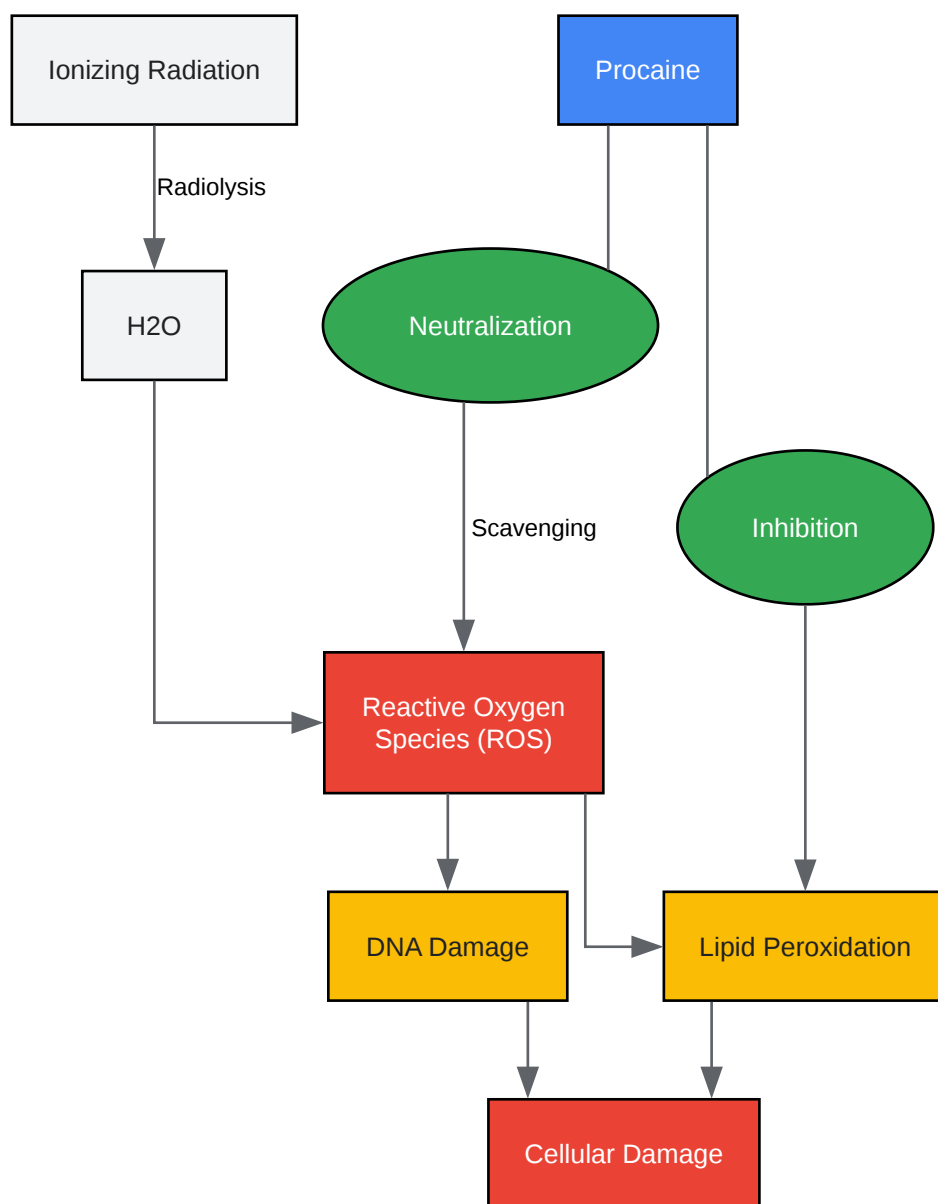 Ionizing Radiation
Procaine
Radiolysis
H2O
Neutralization
Scavenging
Inhibition
Reactive Oxygen
Species (ROS)
DNA Damage
Lipid Peroxidation
Cellular Damage